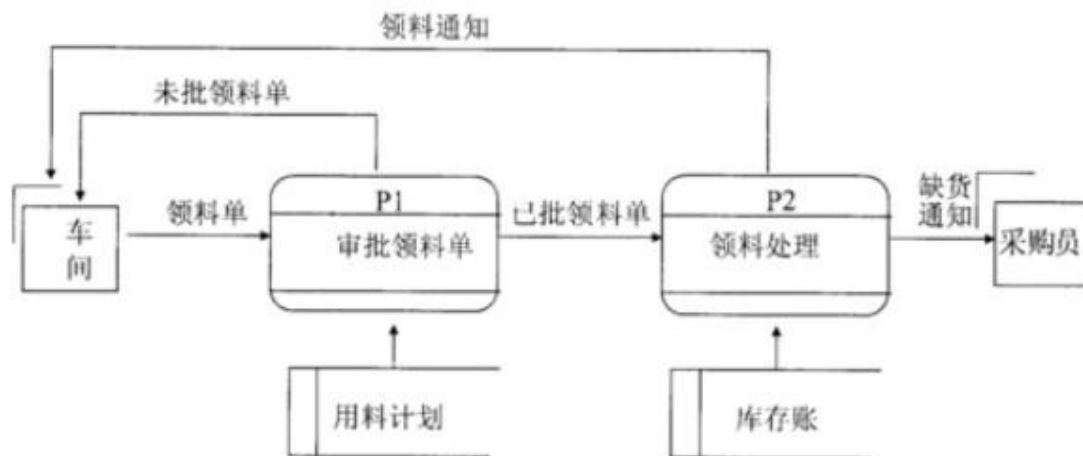 领料通知
未批领料单
车间
领料单
P1
审批领料单
已批领料单
P2
领料处理
缺货
通知
采购员
用料计划
库存账